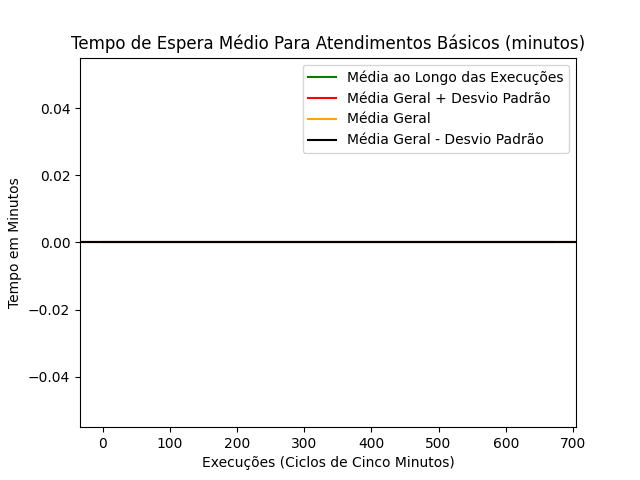 Tempo de Espera Médio Para Atendimentos Básicos (minutos)
Média ao Longo das Execuções
Média Geral + Desvio Padrão
Média Geral
Média Geral - Desvio Padrão
Tempo em Minutos
0.04
0.02
0.00
−0.02
−0.04
0 100 200 300 400 500 600 700
Execuções (Ciclos de Cinco Minutos)